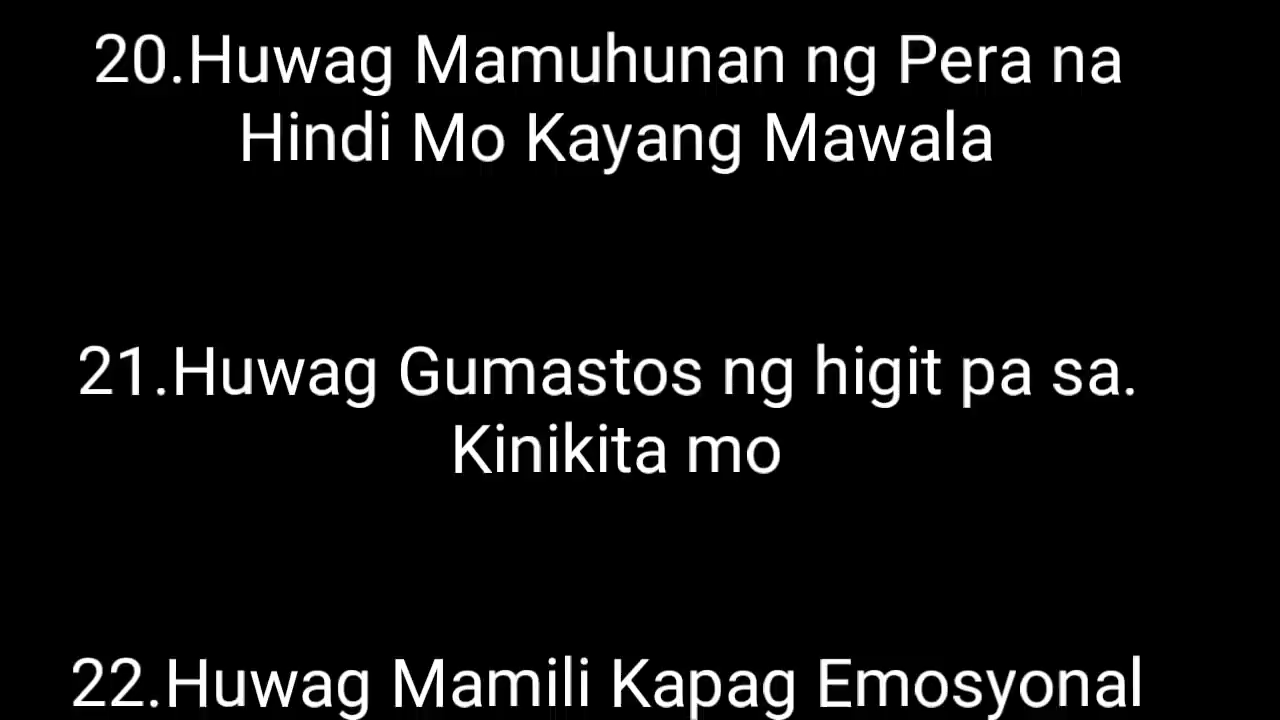 20.Huwag Mamuhunan ng Pera na
Hindi Mo Kayang Mawala
21.Huwag Gumastos ng higit pa sa.
Kinikita mo
22.Huwag Mamili Kapag Emosyonal